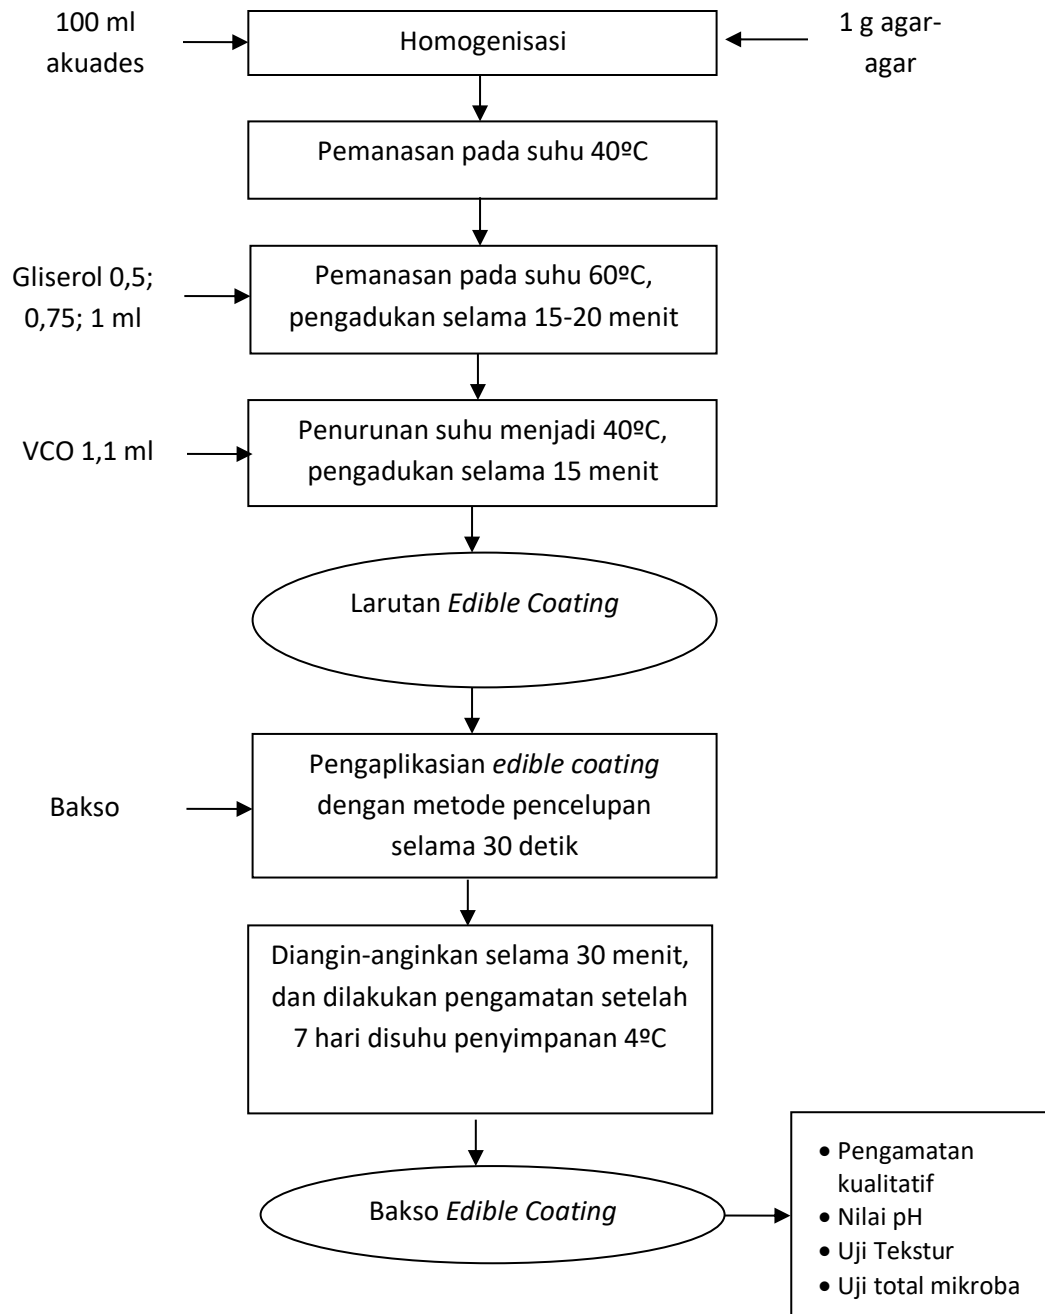 100 ml
akuades
Homogenisasi
1 g agar-
agar
Pemanasan pada suhu 40ºC
Gliserol 0,5;
0,75; 1 ml
Pemanasan pada suhu 60ºC,
pengadukan selama 15-20 menit
VCO 1,1 ml
Penurunan suhu menjadi 40ºC,
pengadukan selama 15 menit
Larutan Edible Coating
Bakso
Pengaplikasian edible coating
dengan metode pencelupan
selama 30 detik
Diangin-anginkan selama 30 menit,
dan dilakukan pengamatan setelah
7 hari disuhu penyimpanan 4ºC
Bakso Edible Coating
• Pengamatan
kualitatif
• Nilai pH
• Uji Tekstur
• Uji total mikroba